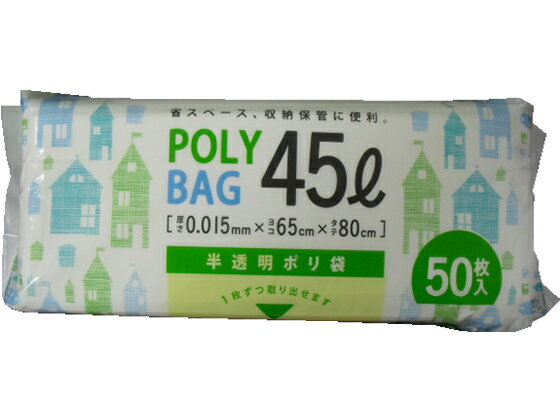 省スペース、収納保管に便利。
POLY
BAG
45ℓ
[厚さ0.015mm×ヨコ65cm×タテ80cm]
半透明ポリ袋
50枚入
1枚ずつ取り出せます